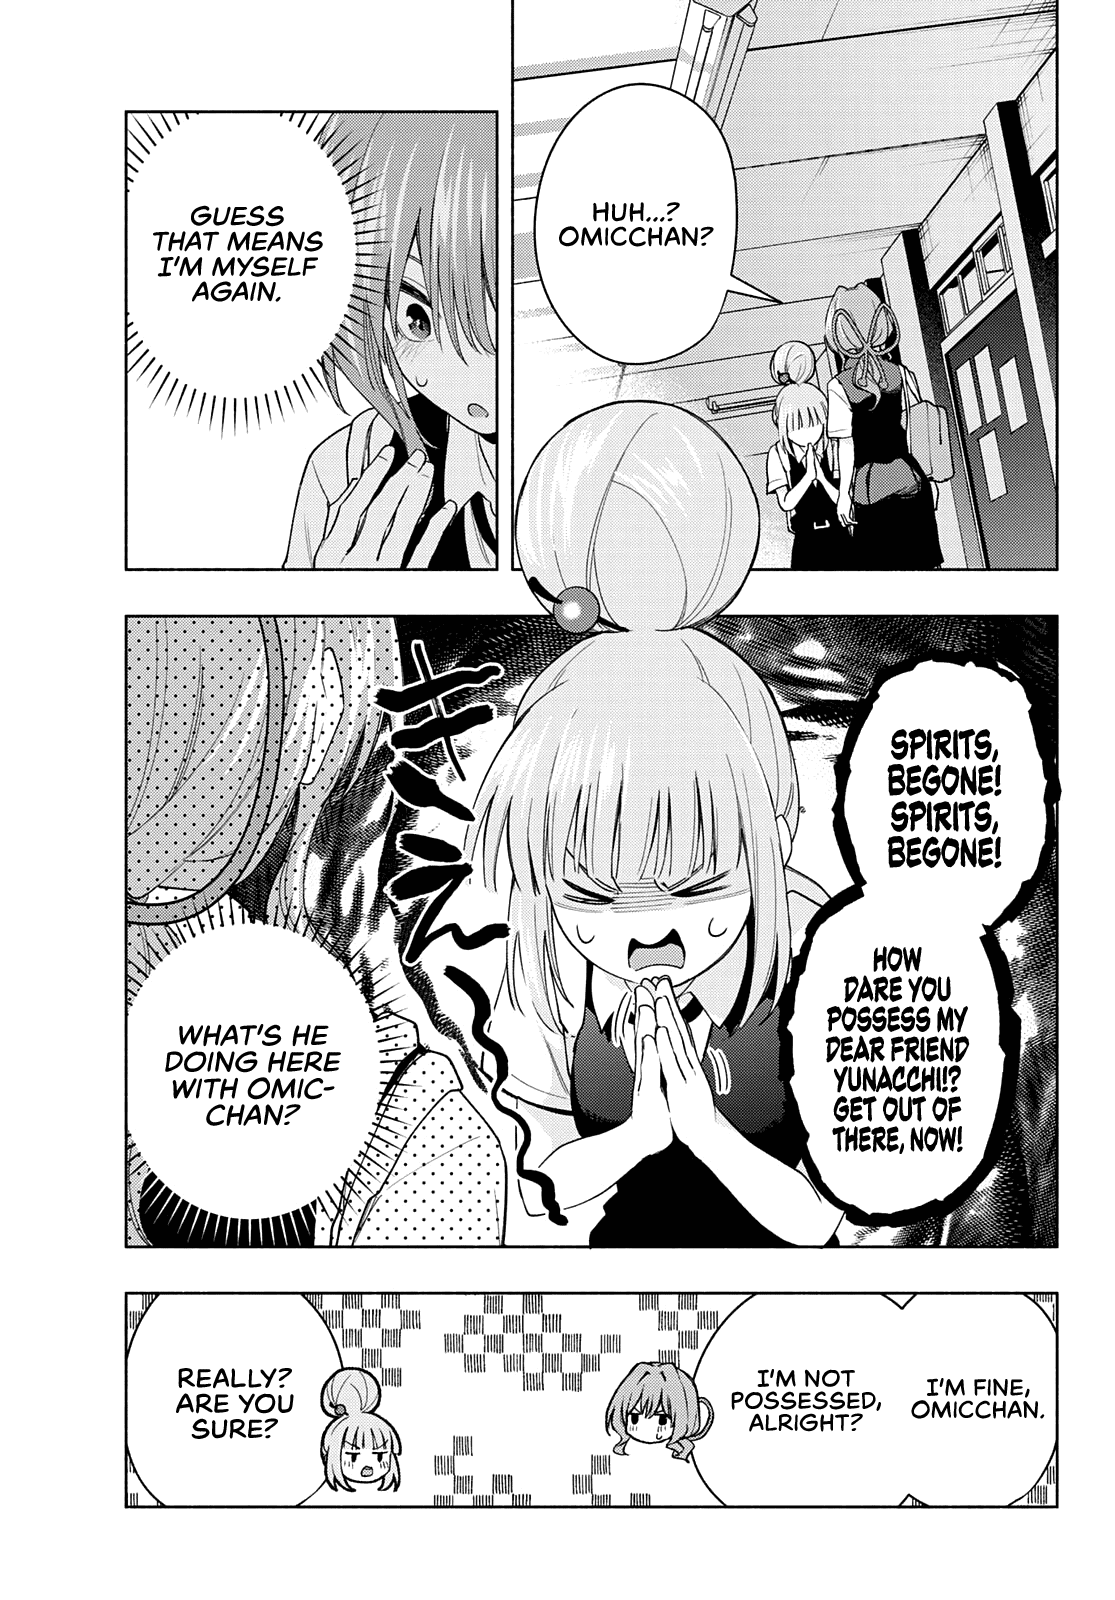 HUH...?
OMICCHAN?
GUESS
THAT MEANS
I'M MYSELF
AGAIN.
SPIRITS,
BEGONE!
SPIRITS,
BEGONE!
HOW
DARE YOU
POSSESS MY
DEAR FRIEND
YUNACCHI!?
GET OUT OF
THERE, NOW!
キ
ん
WHAT'S HE
DOING HERE
WITH OMIC-
CHAN?
I'M FINE,
OMICCHAN.
I'M NOT
POSSESSED,
ALRIGHT?
REALLY?
ARE YOU
SURE?